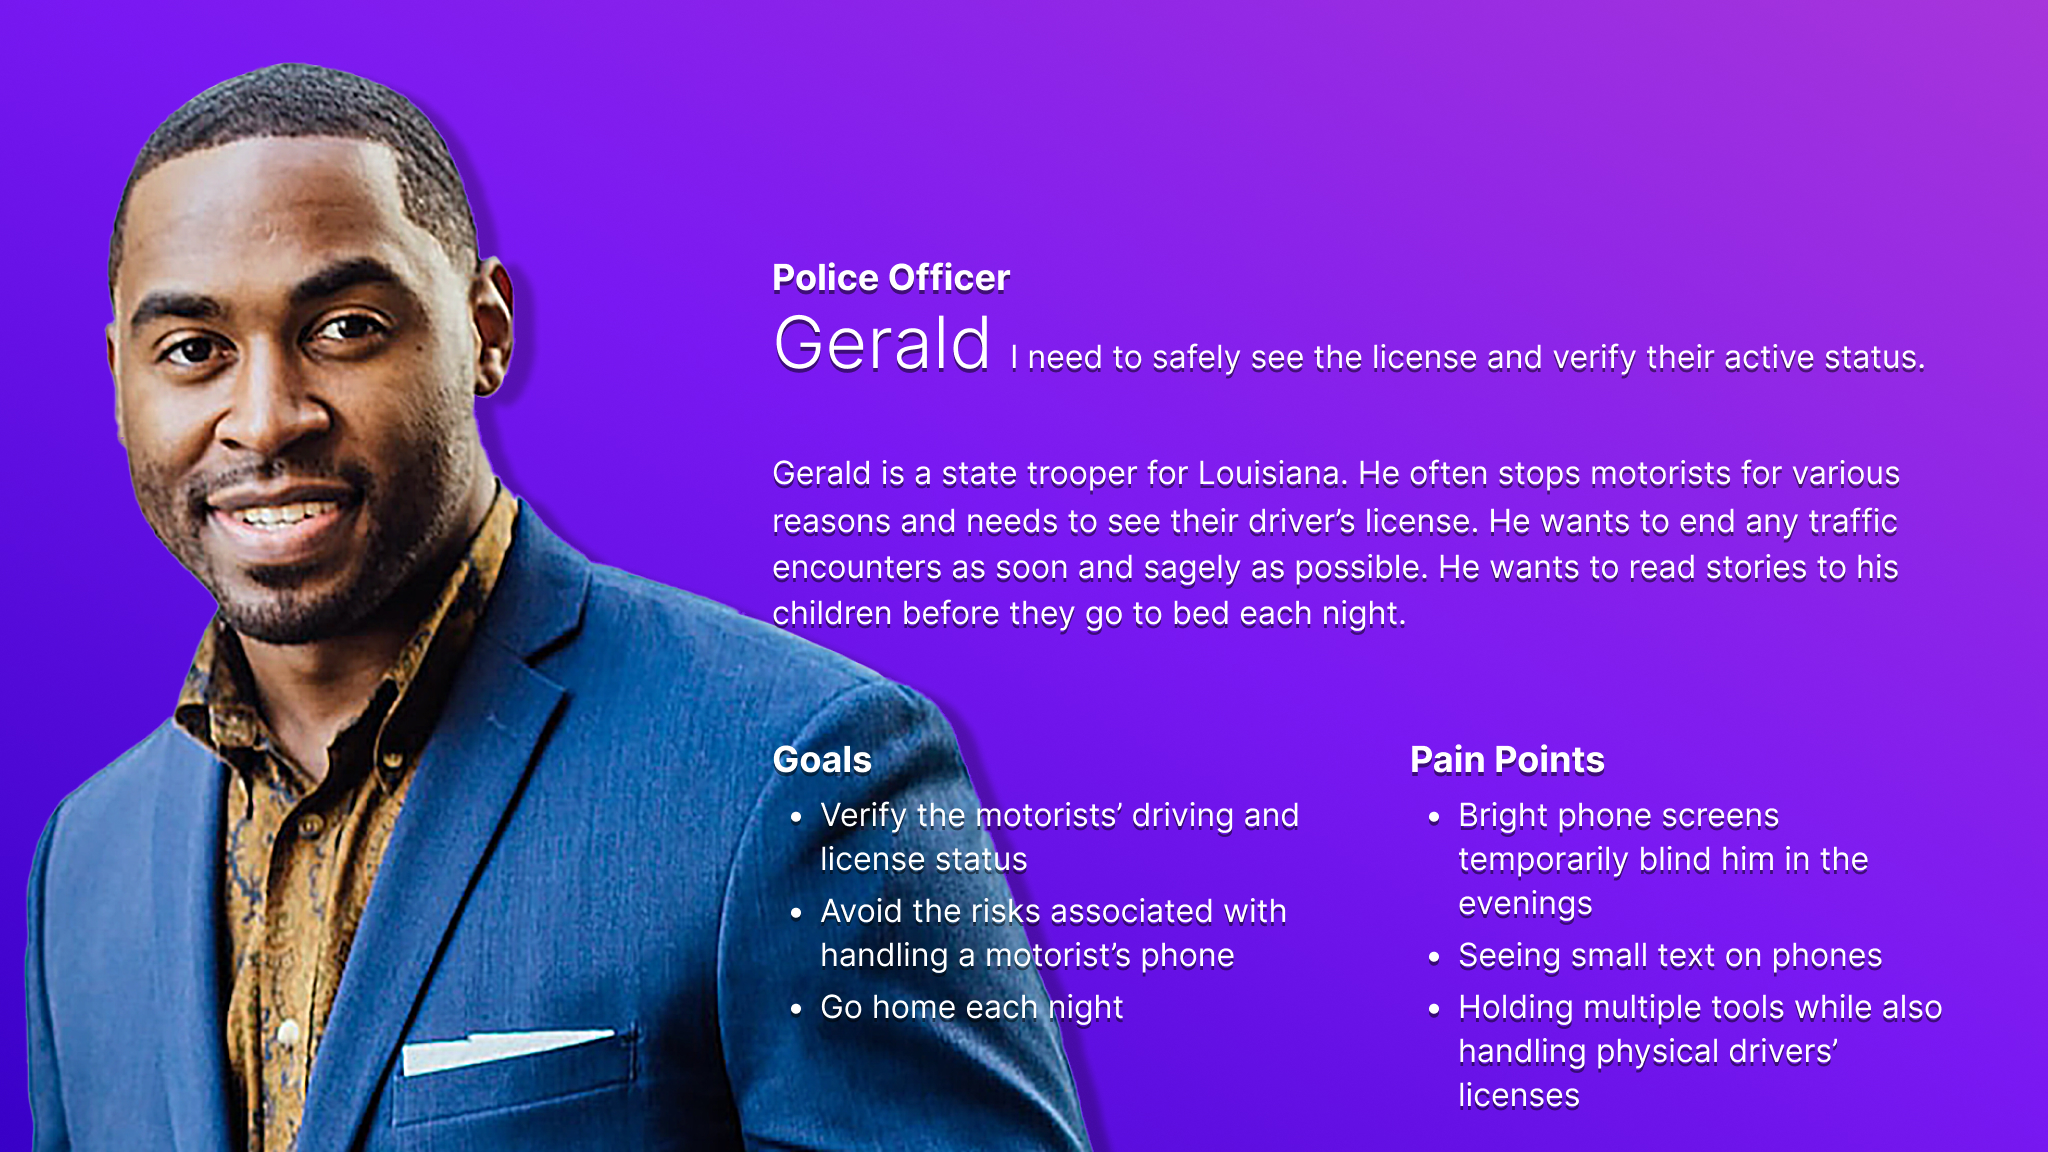 Police Officer
Gerald I need to safely see the license and verify their active status.
Gerald is a state trooper for Louisiana. He often stops motorists for various
reasons and needs to see their driver’s license. He wants to end any traffic
encounters as soon and sagely as possible. He wants to read stories to his
children before they go to bed each night.
Goals
• Verify the motorists’ driving and
license status
• Avoid the risks associated with
handling a motorist’s phone
• Go home each night
Pain Points
• Bright phone screens
temporarily blind him in the
evenings
• Seeing small text on phones
• Holding multiple tools while also
handling physical drivers’
licenses